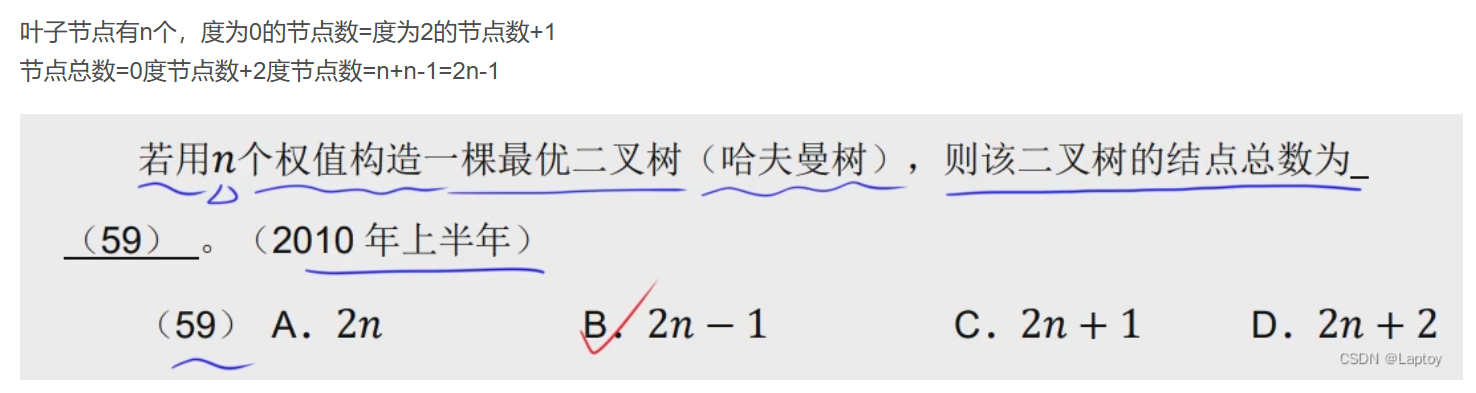 叶子节点有n个，度为0的节点数=度为2的节点数+1
节点总数=0度节点数+2度节点数=n+n-1=2n-1
若用n个权值构造一棵最优二叉树（哈夫曼树），则该二叉树的结点总数为_
（59） 。（2010 年上半年）
（59） A．2n B．2n − 1 C．2n + 1 D．2n + 2
CSDN @Laptoy